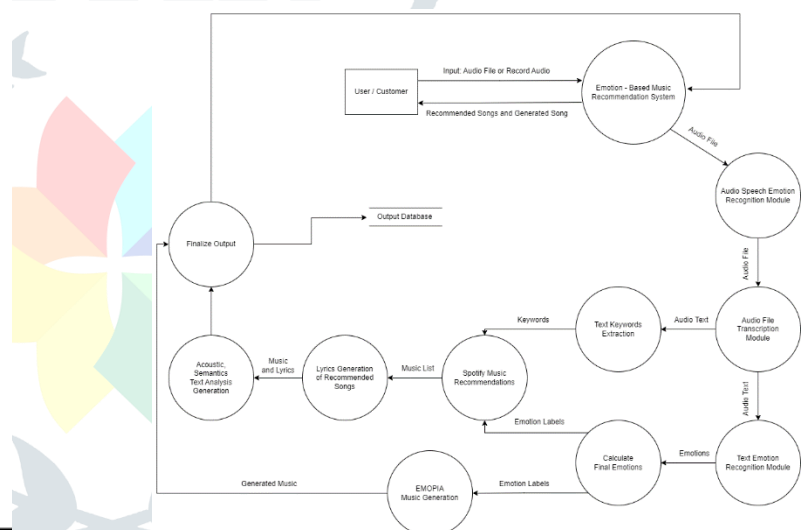 Input: Audio File or Record Audio
User / Customer
Emotion - Based Music
Recommendation System
Recommended Songs and Generated Song
Audio File
Audio Speech Emotion
Recognition Module
Output Database
Finalize Output
Audio File
Keywords
Text Keywords
Extraction
Audio Text
Audio File
Transcription
Module
Acoustic,
Semantics
Text Analysis
Generation
Music
and Lyrics
Lyrics Generation
of Recommended
Songs
Music List
Spotify Music
Recommendations
Audio Text
Emotion Labels
Calculate
Final Emotions
Emotions
Text Emotion
Recognition Module
Generated Music
EMOPIA
Music Generation
Emotion Labels